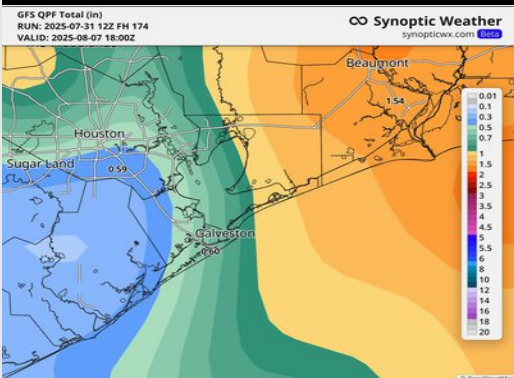 GFS QPF Total (in)
RUN: 2025-07-31 12Z FH 174
VALID: 2025-08-07 18:00Z
Synoptic Weather
synopticwx.com Beta
Beaumont
1.54
Houston
Sugar Land
0.59
Galveston
0.60
0.01
0.1
0.3
0.5
0.7
1
1.5
2
2.5
3
3.5
4
4.5
5
5.5
6
8
10
12
14
16
18
20